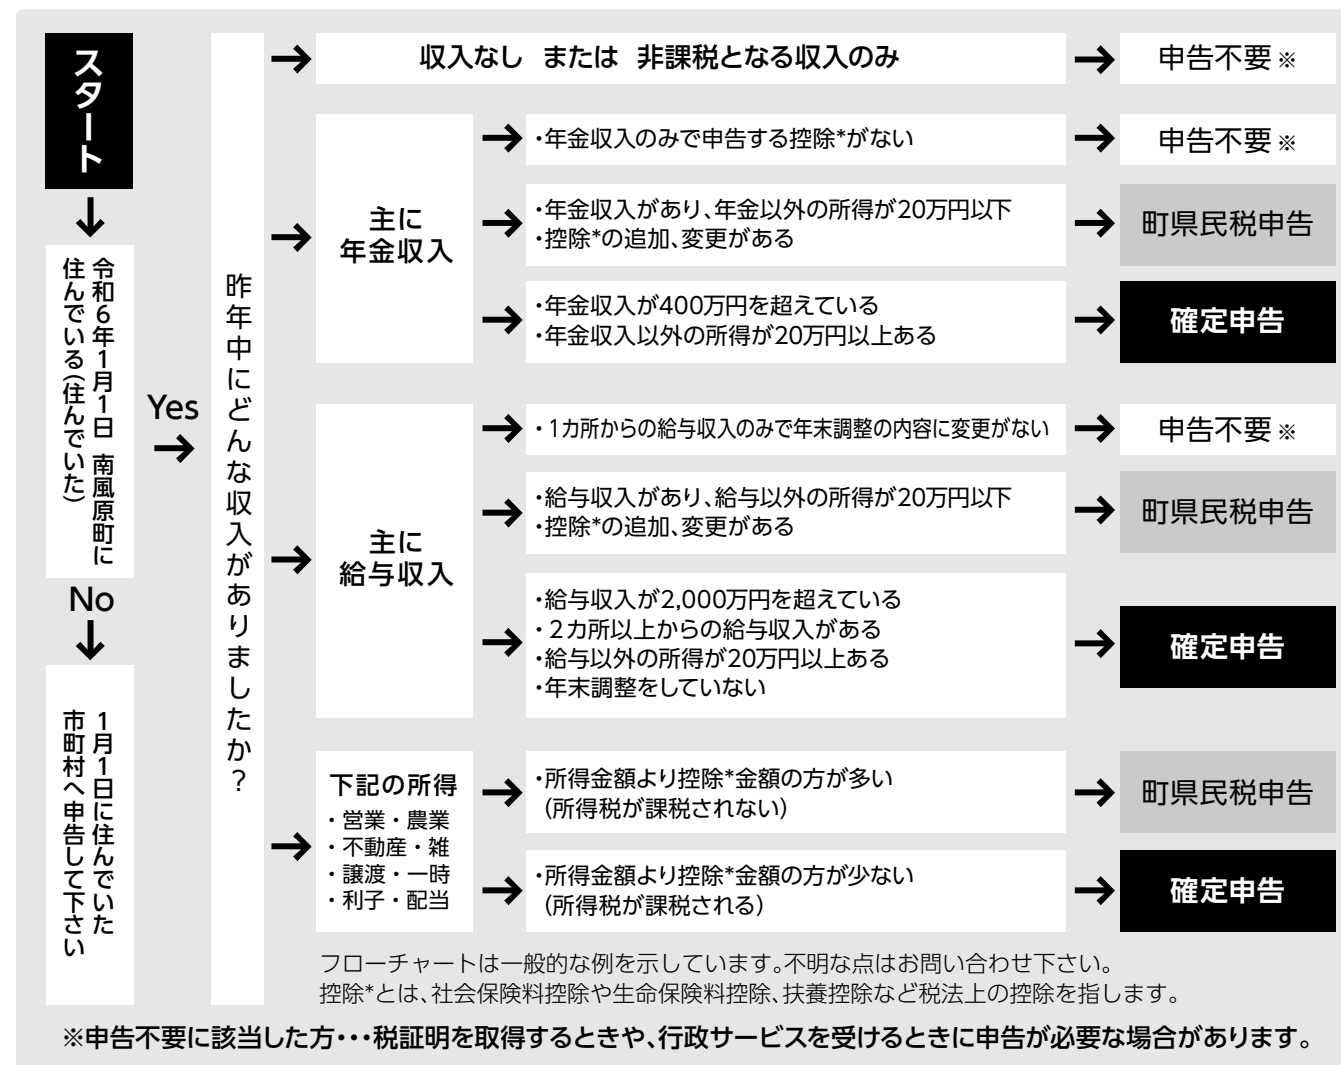 スタート
令和6年1月1日 南風原町に
住んでいる(住んでいた)
Yes
No
1月1日に住んでいた
市町村へ申告して下さい
昨年中にどんな収入がありましたか？
収入なし または 非課税となる収入のみ
申告不要※
主に
年金収入
・年金収入のみで申告する控除*がない
申告不要※
・年金収入があり、年金以外の所得が20万円以下
・控除*の追加、変更がある
町県民税申告
・年金収入が400万円を超えている
・年金収入以外の所得が20万円以上ある
確定申告
主に
給与収入
・1カ所からの給与収入のみで年末調整の内容に変更がない
申告不要※
・給与収入があり、給与以外の所得が20万円以下
・控除*の追加、変更がある
町県民税申告
・給与収入が2,000万円を超えている
・2カ所以上からの給与収入がある
・給与以外の所得が20万円以上ある
・年末調整をしていない
確定申告
下記の所得
・営業・農業
・不動産・雑
・譲渡・一時
・利子・配当
・所得金額より控除*金額の方が多い
(所得税が課税されない)
町県民税申告
・所得金額より控除*金額の方が少ない
(所得税が課税される)
確定申告
フローチャートは一般的な例を示しています。不明な点はお問い合わせ下さい。
控除*とは、社会保険料控除や生命保険料控除、扶養控除など税法上の控除を指します。
※申告不要に該当した方・・・税証明を取得するときや、行政サービスを受けるときに申告が必要な場合があります。